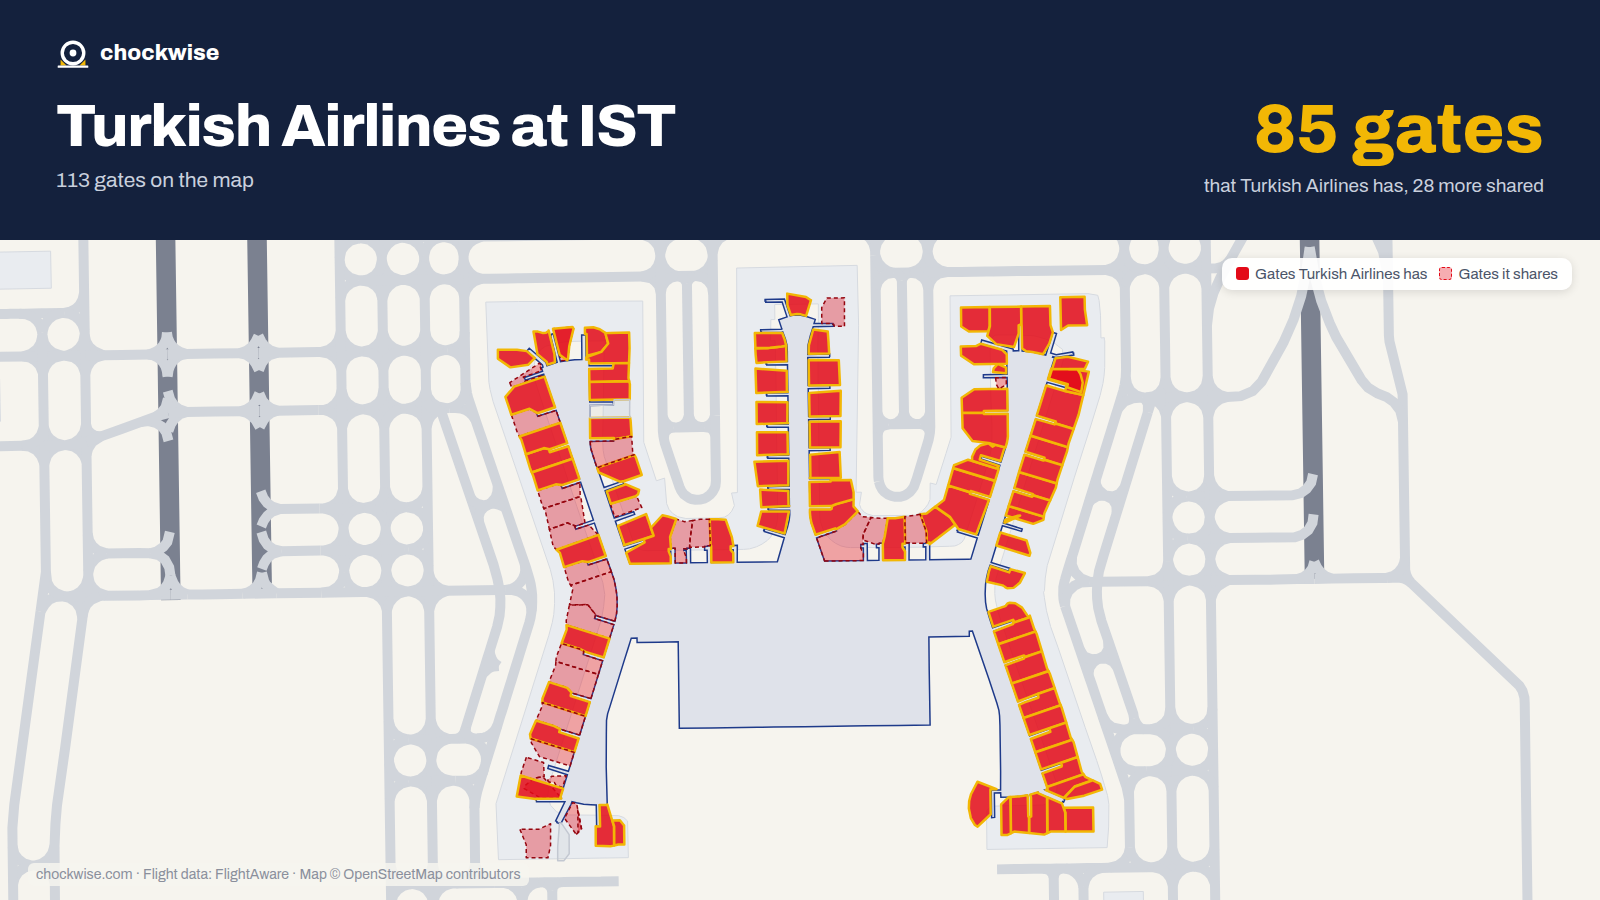 chockwise
Turkish Airlines at IST
113 gates on the map
85 gates
that Turkish Airlines has, 28 more shared
Gates Turkish Airlines has
Gates it shares
chockwise.com · Flight data: FlightAware · Map © OpenStreetMap contributors